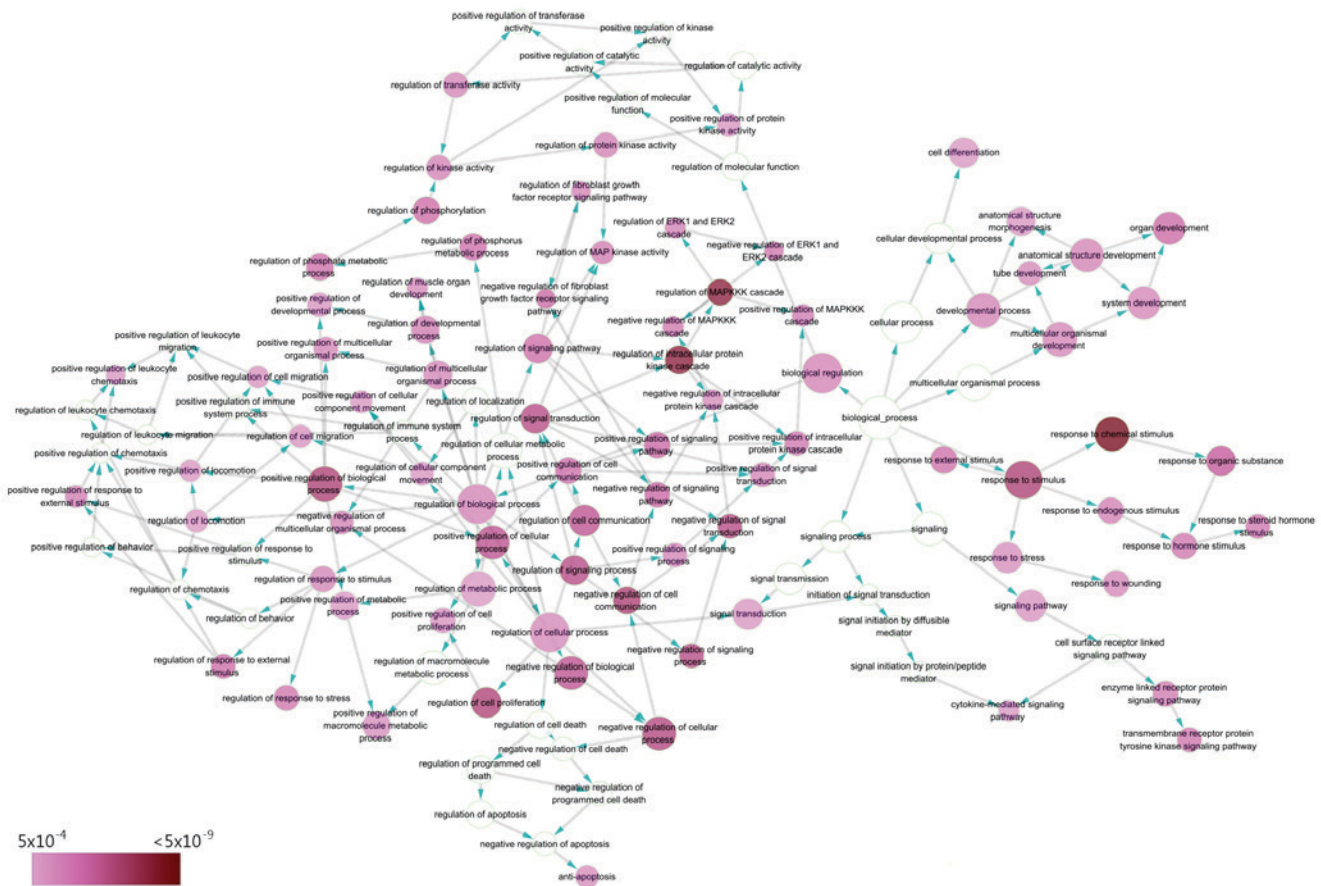 positive regulation of transferase
activity
positive regulation of kinase
activity
positive regulation of catalytic
activity
regulation of catalytic activity
regulation of transferase activity
positive regulation of molecular
function
positive regulation of protein
kinase activity
regulation of protein kinase activity
cell differentiation
regulation of kinase activity
regulation of molecular function
regulation of fibroblast growth
factor receptor signaling pathway
regulation of phosphorylation
regulation of ERK1 and ERK2
cascade
anatomical structure
morphogenesis
organ development
cellular developmental process
regulation of phosphorus
metabolic process
regulation of MAP kinase activity
negative regulation of ERK1 and
ERK2 cascade
anatomical structure development
regulation of phosphate metabolic
process
tube development
regulation of muscle organ
development
negative regulation of fibroblast
growth factor receptor signaling
pathway
regulation of MAPKKK cascade
system development
positive regulation of
developmental process
developmental process
positive regulation of MAPKKK
cascade
regulation of developmental
process
negative regulation of MAPKKK
cascade
cellular process
multicellular organismal
development
positive regulation of leukocyte
migration
positive regulation of multicellular
organismal process
regulation of signaling pathway
regulation of intracellular protein
kinase cascade
positive regulation of leukocyte
chemotaxis
positive regulation of cell migration
regulation of multicellular
organismal process
biological regulation
multicellular organismal process
positive regulation of immune
system process
positive regulation of cellular
component movement
regulation of localization
negative regulation of intracellular
protein kinase cascade
regulation of leukocyte chemotaxis
regulation of signal transduction
biological_process
regulation of leukocyte migration
regulation of cell migration
regulation of immune system
process
regulation of cellular metabolic
process
positive regulation of signaling
pathway
positive regulation of intracellular
protein kinase cascade
response to chemical stimulus
positive regulation of chemotaxis
positive regulation of locomotion
positive regulation of biological
process
regulation of cellular component
movement
positive regulation of cell
communication
positive regulation of signal
transduction
response to external stimulus
response to organic substance
response to stimulus
positive regulation of response to
external stimulus
regulation of biological process
negative regulation of signaling
pathway
regulation of locomotion
negative regulation of
multicellular organismal process
regulation of cell communication
negative regulation of signal
transduction
response to endogenous stimulus
response to steroid hormone
stimulus
positive regulation of behavior
positive regulation of response to
stimulus
positive regulation of cellular
process
signaling process
signaling
response to hormone stimulus
positive regulation of signaling
process
response to stress
regulation of chemotaxis
regulation of response to stimulus
regulation of signaling process
signal transmission
response to wounding
regulation of metabolic process
positive regulation of metabolic
process
negative regulation of cell
communication
initiation of signal transduction
signaling pathway
regulation of behavior
positive regulation of cell
proliferation
regulation of cellular process
signal transduction
signal initiation by diffusible
mediator
cell surface receptor linked
signaling pathway
regulation of response to external
stimulus
regulation of macromolecule
metabolic process
negative regulation of biological
process
negative regulation of signaling
process
signal initiation by protein/peptide
mediator
regulation of response to stress
regulation of cell proliferation
enzyme linked receptor protein
signaling pathway
positive regulation of
macromolecule metabolic
process
cytokine-mediated signaling
pathway
regulation of cell death
negative regulation of cellular
process
transmembrane receptor protein
tyrosine kinase signaling pathway
negative regulation of cell death
regulation of programmed cell
death
negative regulation of
programmed cell death
regulation of apoptosis
negative regulation of apoptosis
anti-apoptosis
5x10⁻⁴ <5x10⁻⁹